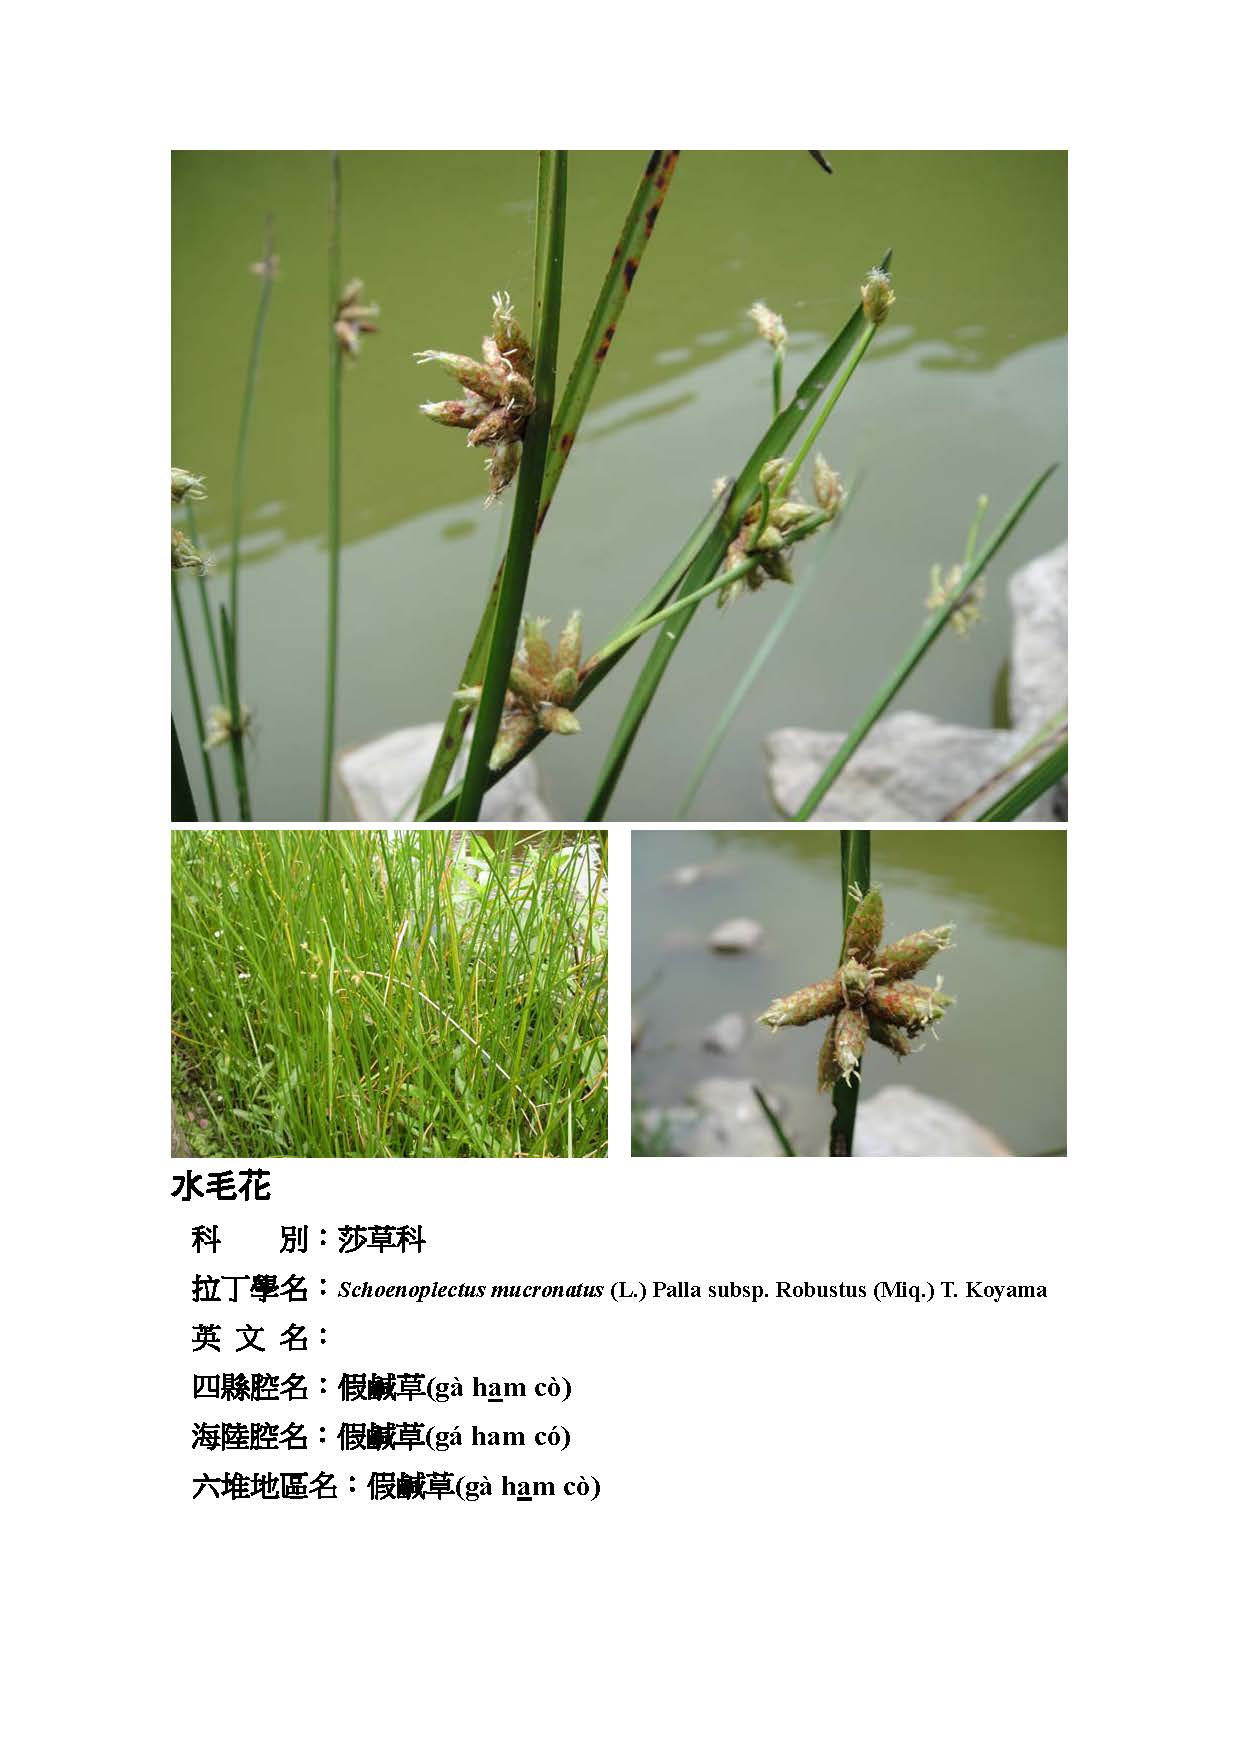 水毛花
科　　別：莎草科
拉丁學名：Schoenoplectus mucronatus (L.) Palla subsp. Robustus (Miq.) T. Koyama
英 文 名：
四縣腔名：假鹹草(gà ha̲m cò)
海陸腔名：假鹹草(gá ham có)
六堆地區名：假鹹草(gà ha̲m cò)